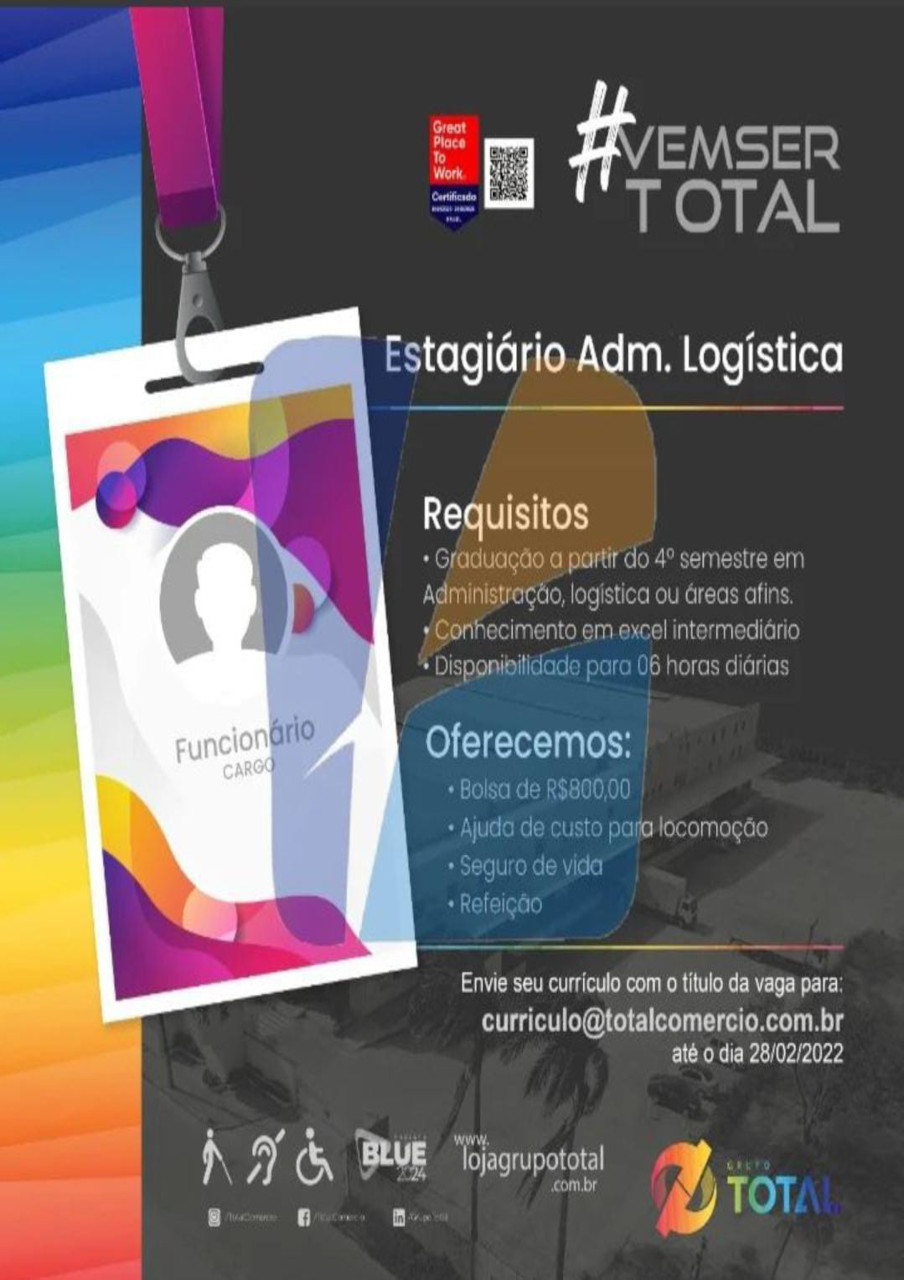 Great
Place
To
Work.
Certificado
BRASIL
#VEMSER
TOTAL
Estagiário Adm. Logística
Requisitos
• Graduação a partir do 4º semestre em
Administração, logística ou áreas afins.
• Conhecimento em excel intermediário
• Disponibilidade para 06 horas diárias
Funcionário
CARGO
Oferecemos:
• Bolsa de R$800,00
• Ajuda de custo para locomoção
• Seguro de vida
• Refeição
Envie seu currículo com o título da vaga para:
curriculo@totalcomercio.com.br
até o dia 28/02/2022
BLUE
2024
www.
lojagrupototal
.com.br
GRUPO
TOTAL